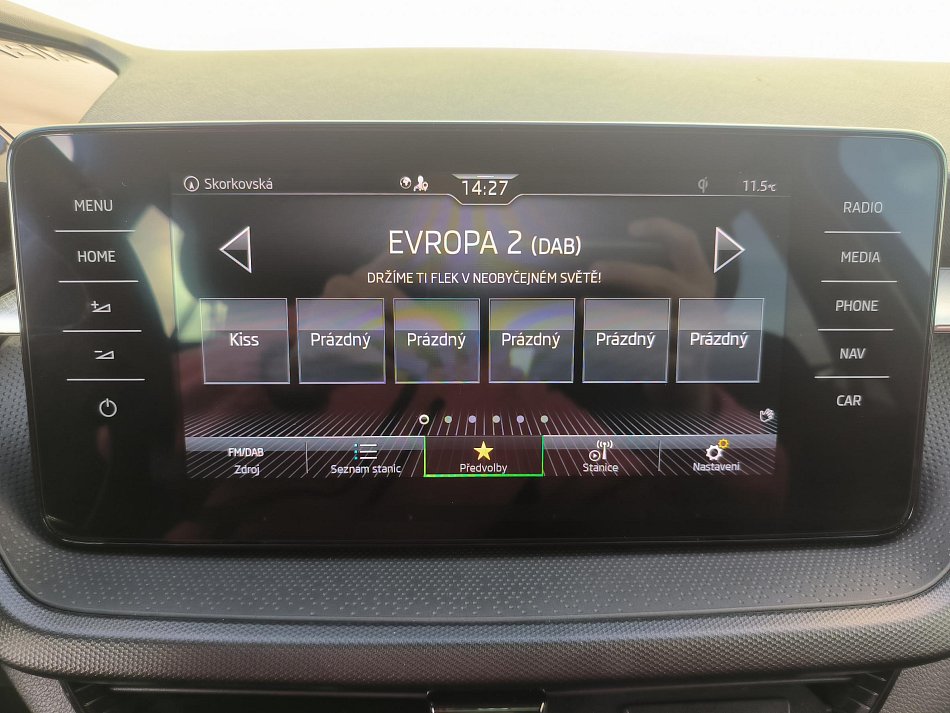 Skorkovská
14:27
11.5°C
MENU
HOME
RADIO
MEDIA
PHONE
NAV
CAR
EVROPA 2 (DAB)
DRŽÍME TI FLEK V NEOBYČEJNÉM SVĚTĚ!
Kiss
Prázdný
Prázdný
Prázdný
Prázdný
Prázdný
FM/DAB
Zdroj
Seznam stanic
Předvolby
Stanice
Nastavení